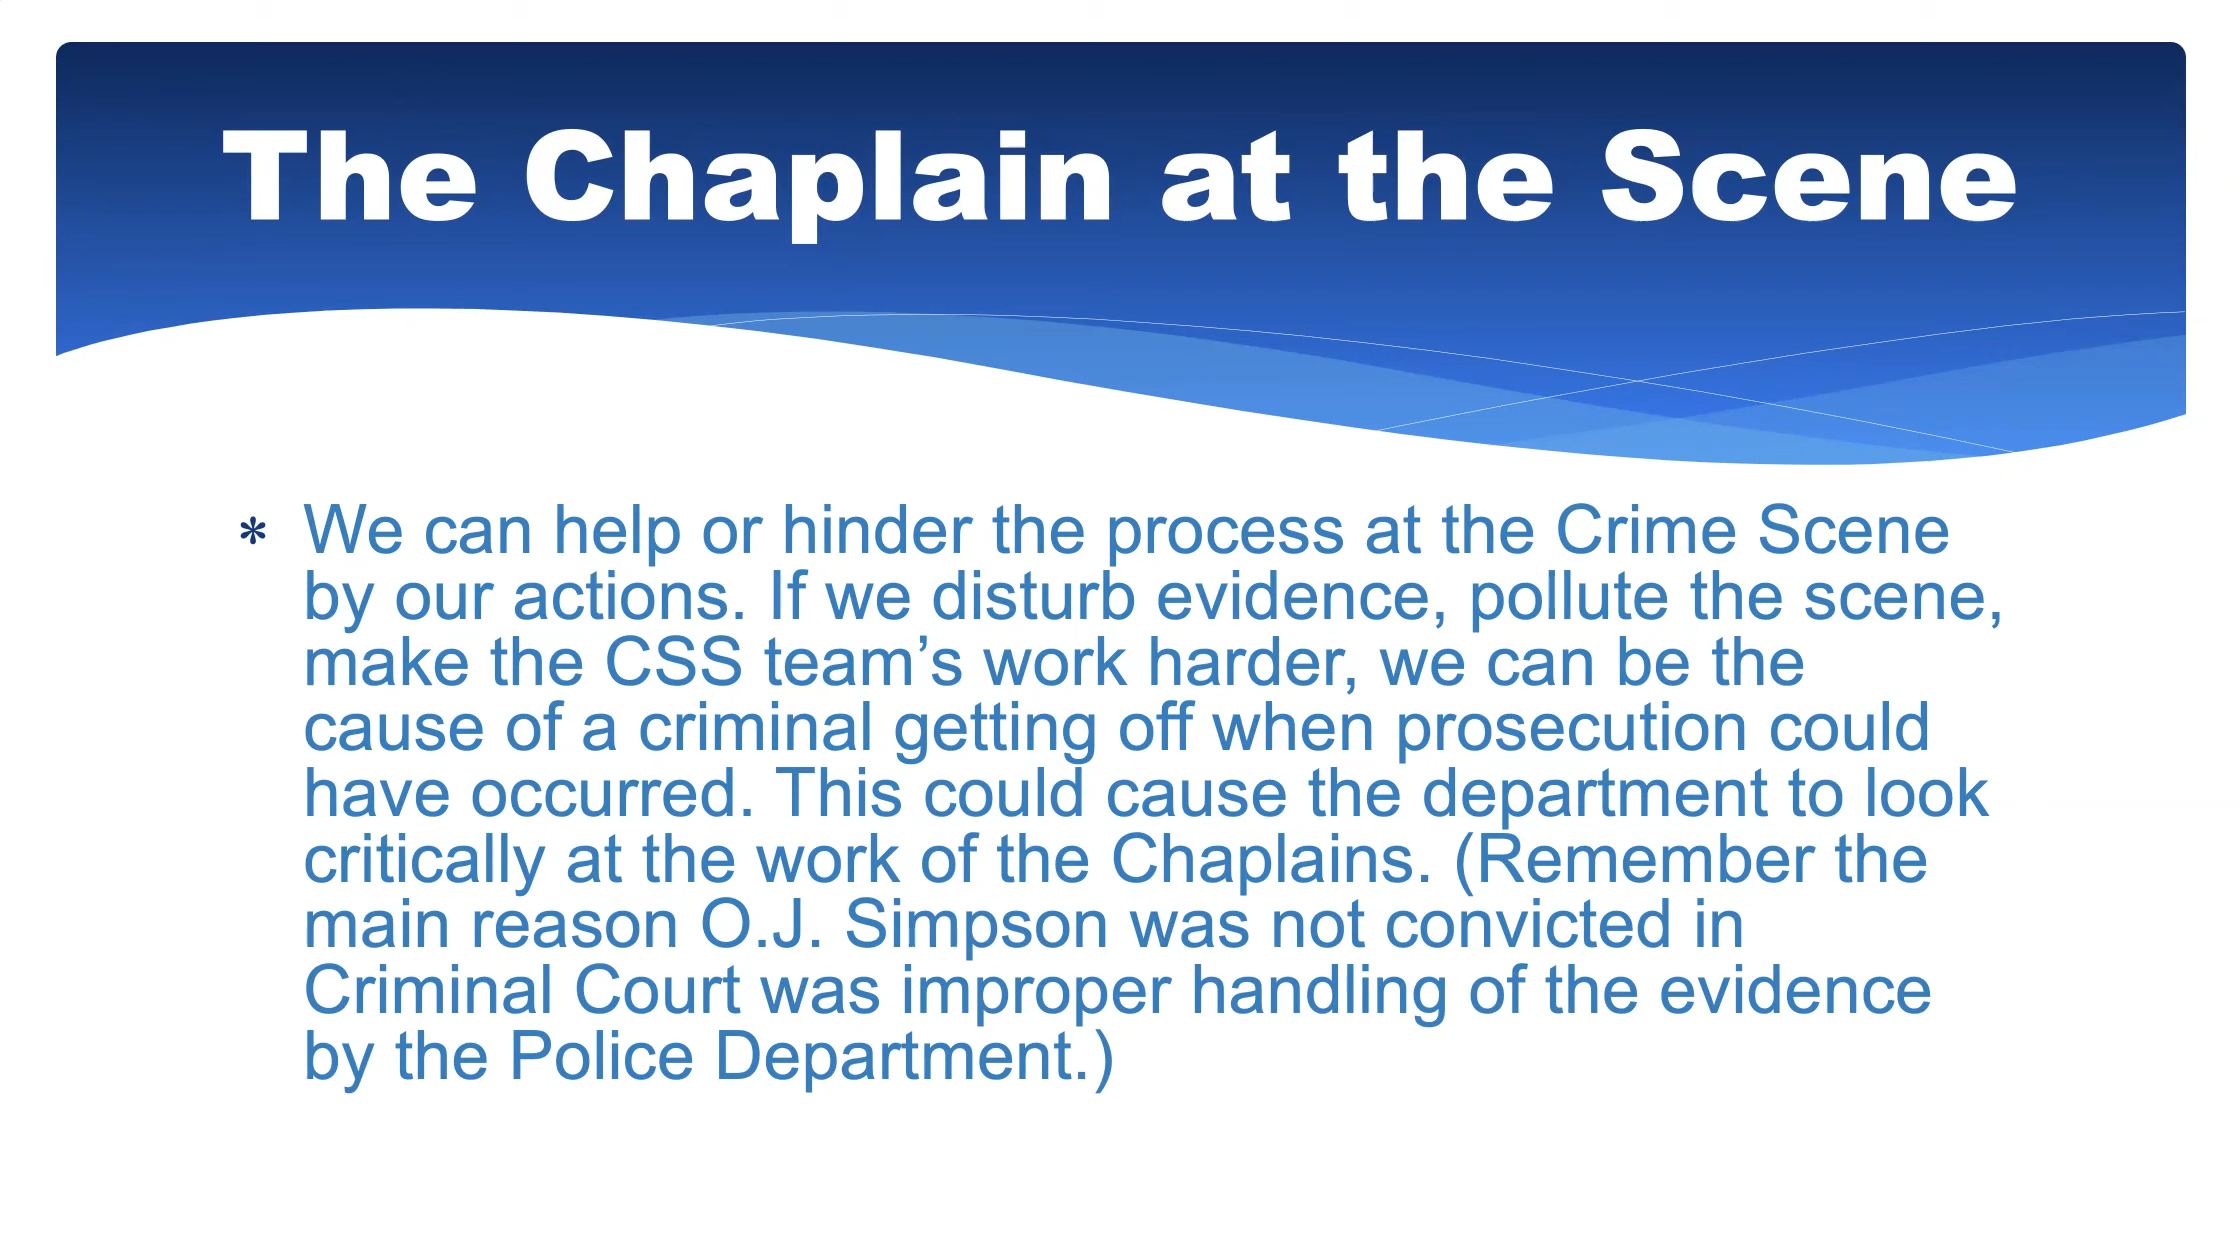 The Chaplain at the Scene
* We can help or hinder the process at the Crime Scene
by our actions. If we disturb evidence, pollute the scene,
make the CSS team’s work harder, we can be the
cause of a criminal getting off when prosecution could
have occurred. This could cause the department to look
critically at the work of the Chaplains. (Remember the
main reason O.J. Simpson was not convicted in
Criminal Court was improper handling of the evidence
by the Police Department.)